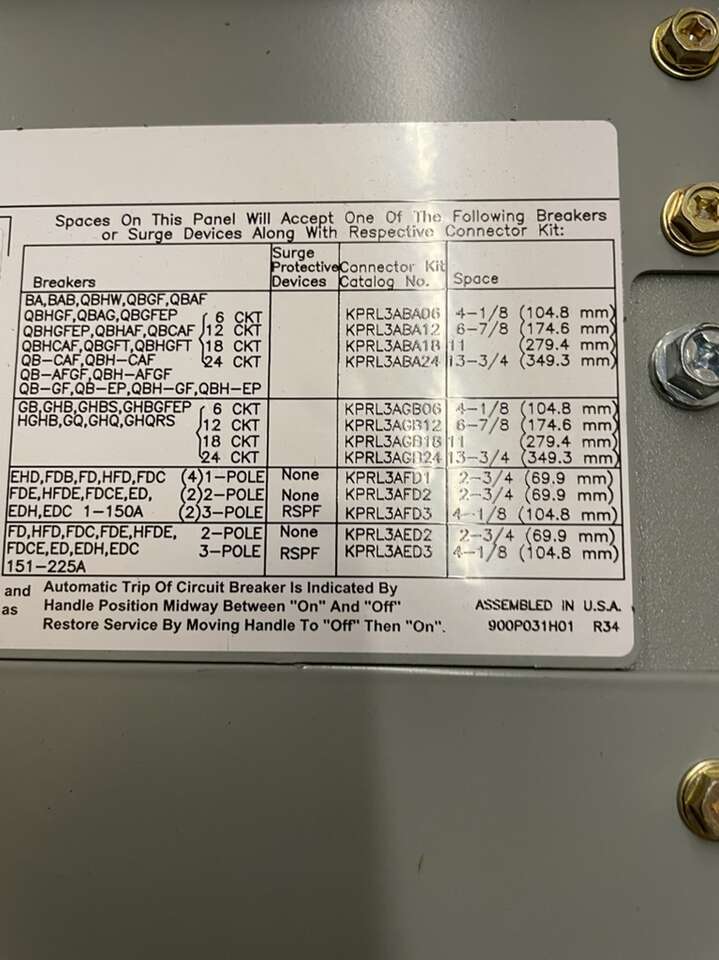 Spaces On This Panel Will Accept One Of The Following Breakers
or Surge Devices Along With Respective Connector Kit:
Breakers
Surge Protective Devices
Connector Kit Catalog No.
Space
BA,BAB,QBHW,QBGF,QBAF
QBHGF,QBAG,QBGFEP 6 CKT KPRL3ABA06 4-1/8 (104.8 mm)
QBHGFEP,QBHAF,QBCAF 12 CKT KPRL3ABA12 6-7/8 (174.6 mm)
QBHCAF,QBGFT,QBHGFT 18 CKT KPRL3ABA18 11 (279.4 mm)
QB-CAF,QBH-CAF 24 CKT KPRL3ABA24 13-3/4 (349.3 mm)
QB-AFGF,QBH-AFGF
QB-GF,QB-EP,QBH-GF,QBH-EP
GB,GHB,GHBS,GHBGFEP 6 CKT KPRL3AGB06 4-1/8 (104.8 mm)
HGHB,GQ,GHQ,GHQRS 12 CKT KPRL3AGB12 6-7/8 (174.6 mm)
18 CKT KPRL3AGB18 11 (279.4 mm)
24 CKT KPRL3AGB24 13-3/4 (349.3 mm)
EHD,FDB,FD,HFD,FDC (4)1-POLE None KPRL3AFD1 2-3/4 (69.9 mm)
FDE,HFDE,FDCE,ED, (2)2-POLE None KPRL3AFD2 2-3/4 (69.9 mm)
EDH,EDC 1-150A (2)3-POLE RSPF KPRL3AFD3 4-1/8 (104.8 mm)
FD,HFD,FDC,FDE,HFDE, 2-POLE None KPRL3AED2 2-3/4 (69.9 mm)
FDCE,ED,EDH,EDC 3-POLE RSPF KPRL3AED3 4-1/8 (104.8 mm)
151-225A
and Automatic Trip Of Circuit Breaker Is Indicated By
as Handle Position Midway Between "On" And "Off"
Restore Service By Moving Handle To "Off" Then "On".
ASSEMBLED IN U.S.A.
900P031H01 R34